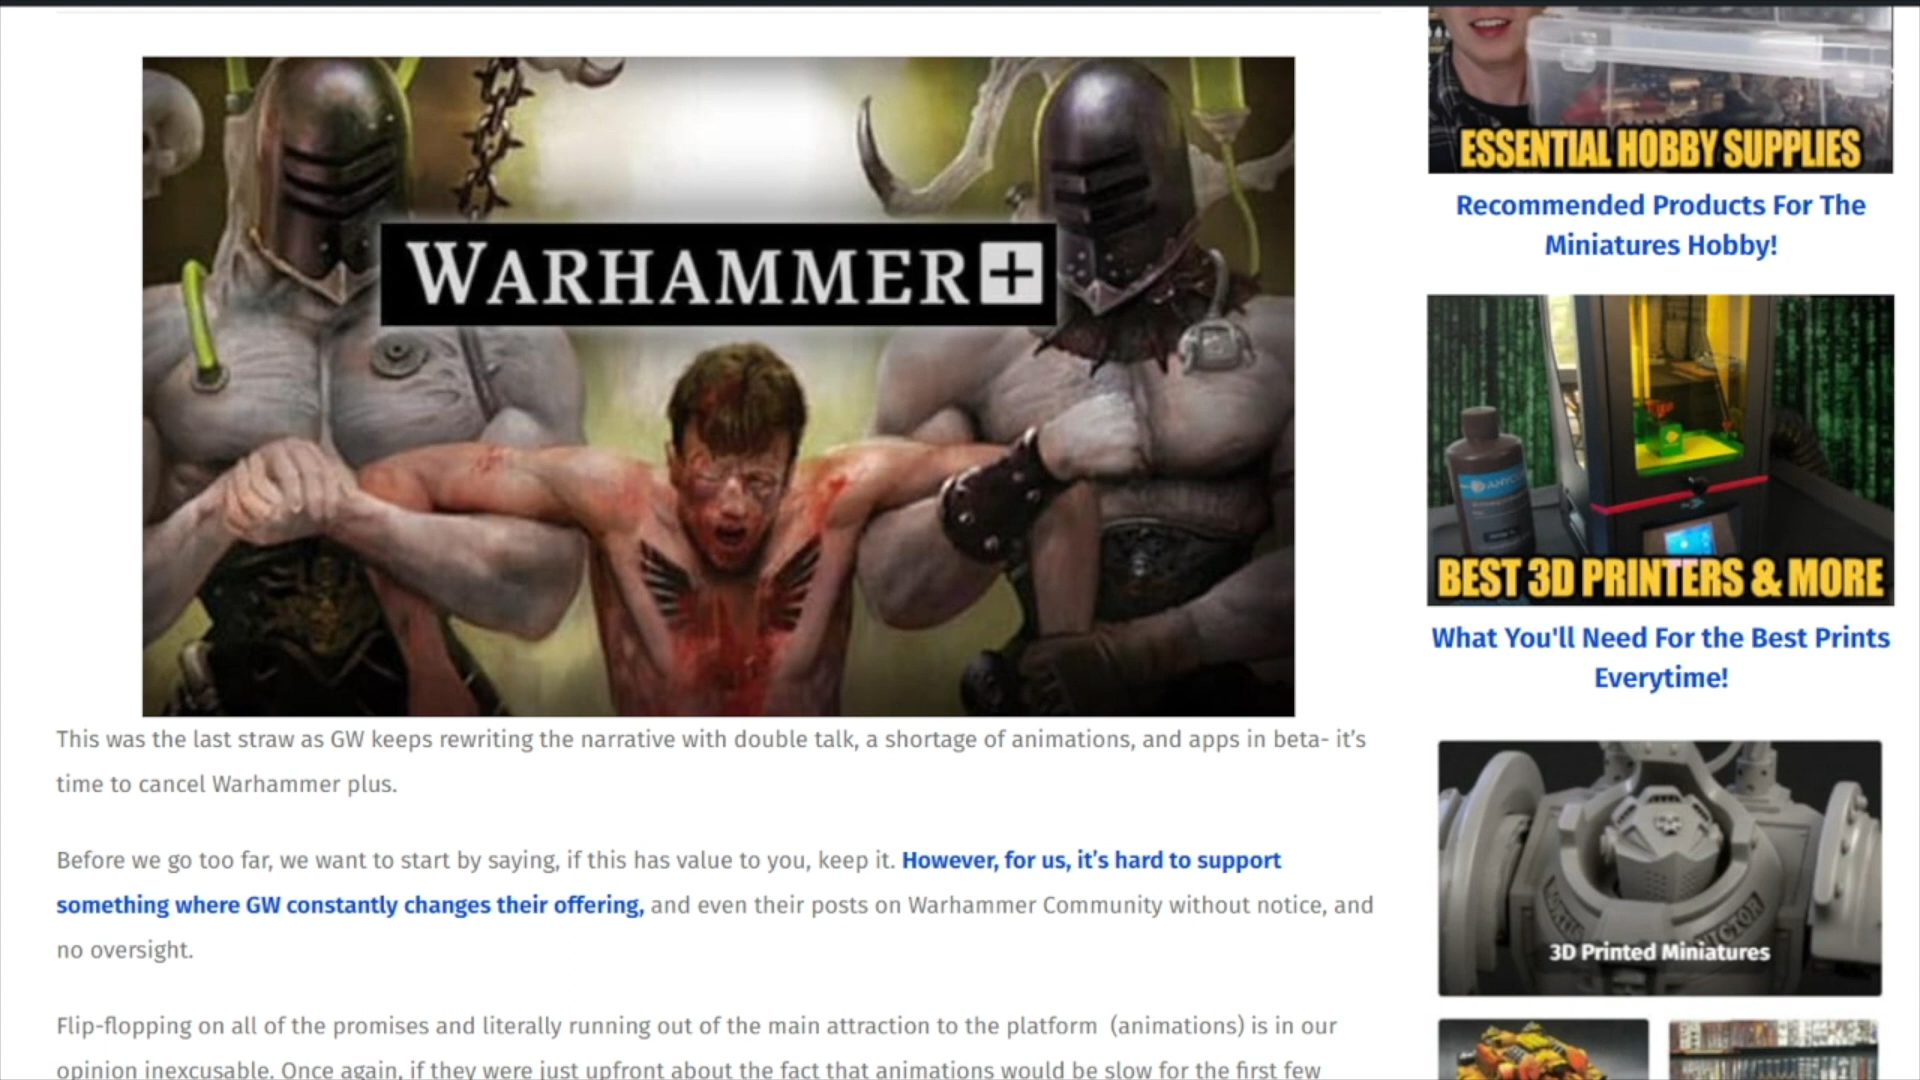 WARHAMMER+
This was the last straw as GW keeps rewriting the narrative with double talk, a shortage of animations, and apps in beta- it’s
time to cancel Warhammer plus.
Before we go too far, we want to start by saying, if this has value to you, keep it. However, for us, it’s hard to support
something where GW constantly changes their offering, and even their posts on Warhammer Community without notice, and
no oversight.
Flip-flopping on all of the promises and literally running out of the main attraction to the platform (animations) is in our
opinion inexcusable. Once again, if they were just upfront about the fact that animations would be slow for the first few
ESSENTIAL HOBBY SUPPLIES
Recommended Products For The
Miniatures Hobby!
BEST 3D PRINTERS & MORE
What You'll Need For the Best Prints
Everytime!
3D Printed Miniatures